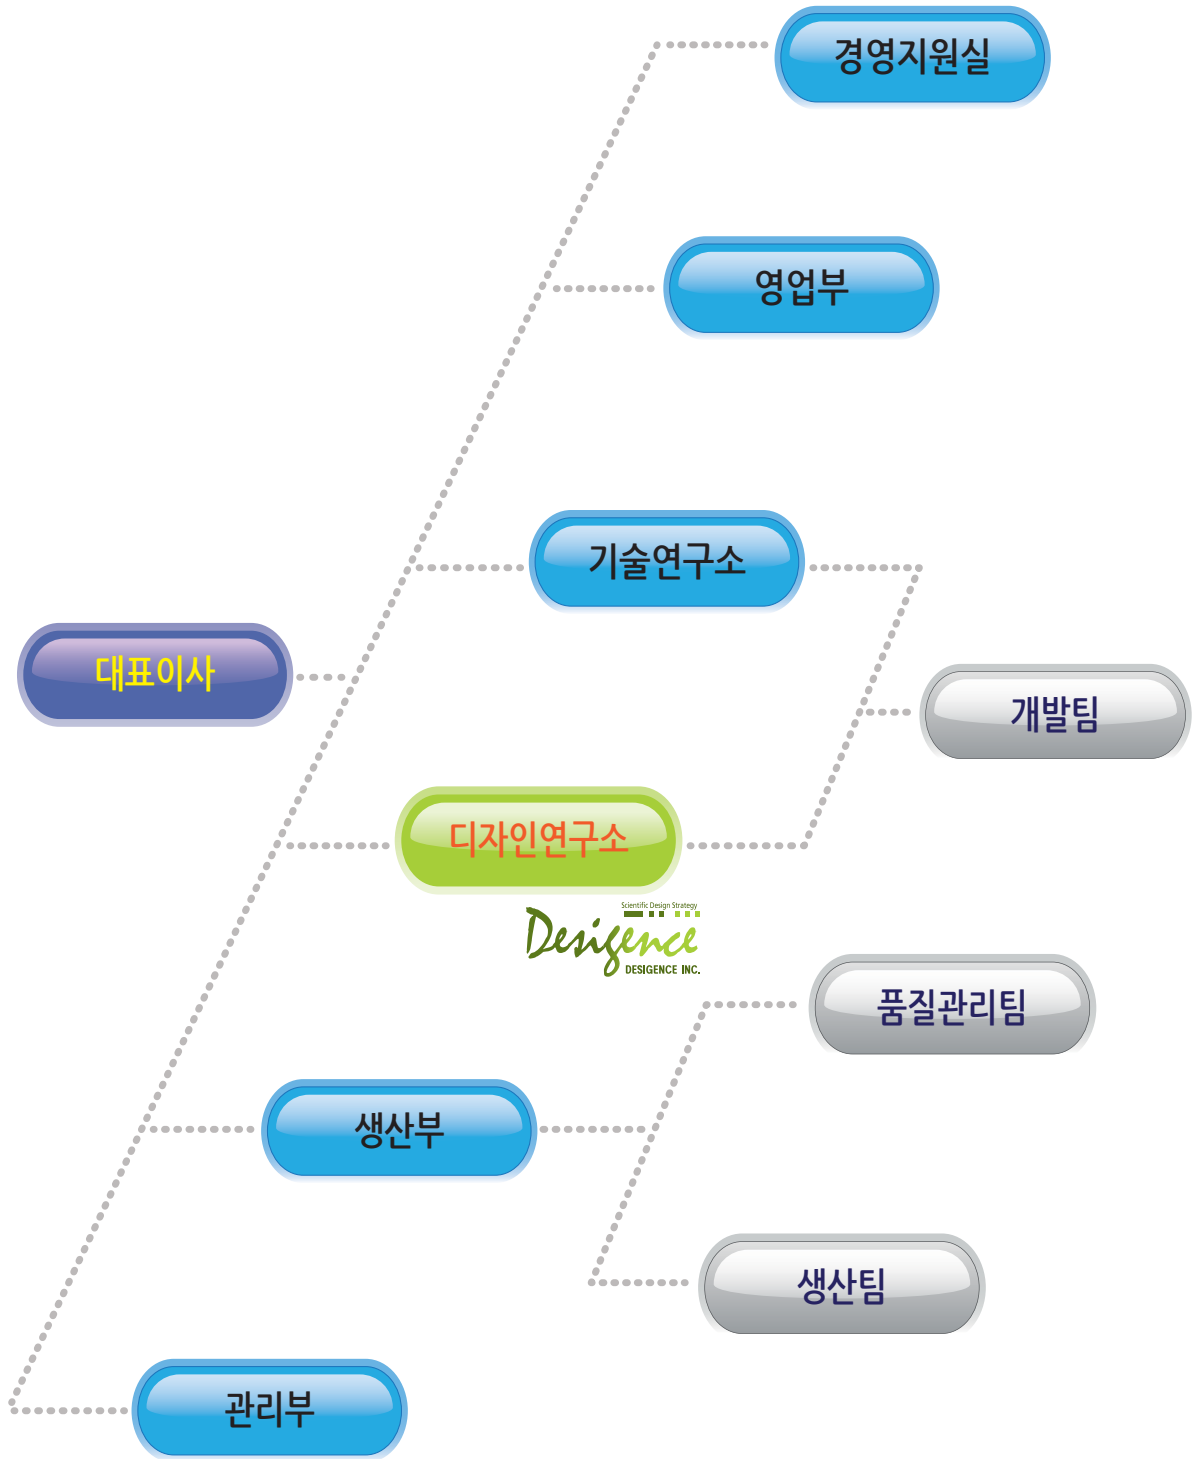 경영지원실
영업부
기술연구소
대표이사
개발팀
디자인연구소
Scientific Design Strategy
Desigence
DESIGENCE INC.
품질관리팀
생산부
생산팀
관리부